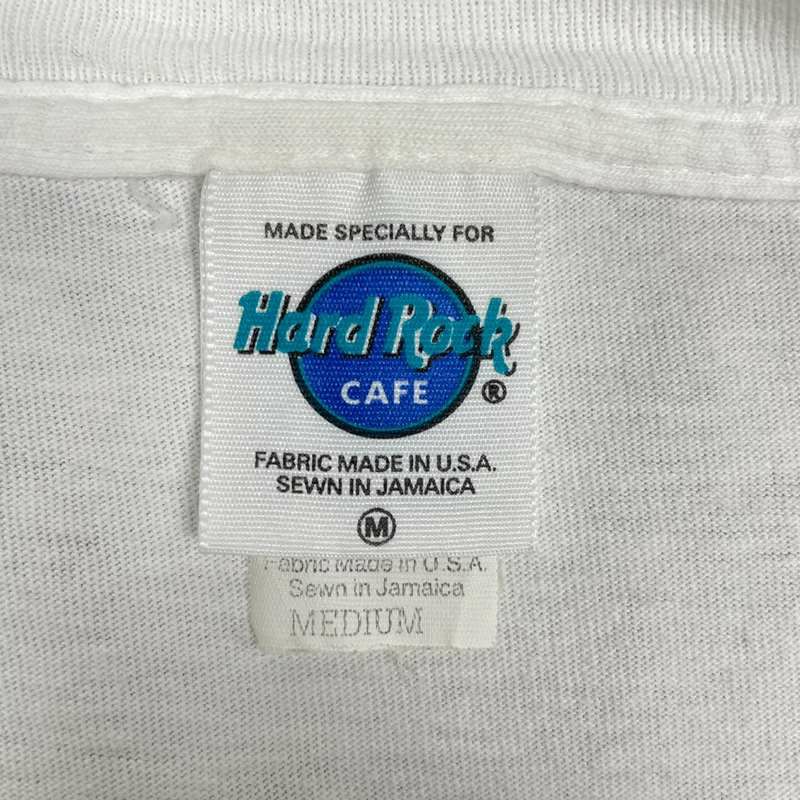 MADE SPECIALLY FOR
Hard Rock
CAFE ®
FABRIC MADE IN U.S.A.
SEWN IN JAMAICA
M
Fabric Made in U.S.A.
Sewn in Jamaica
MEDIUM